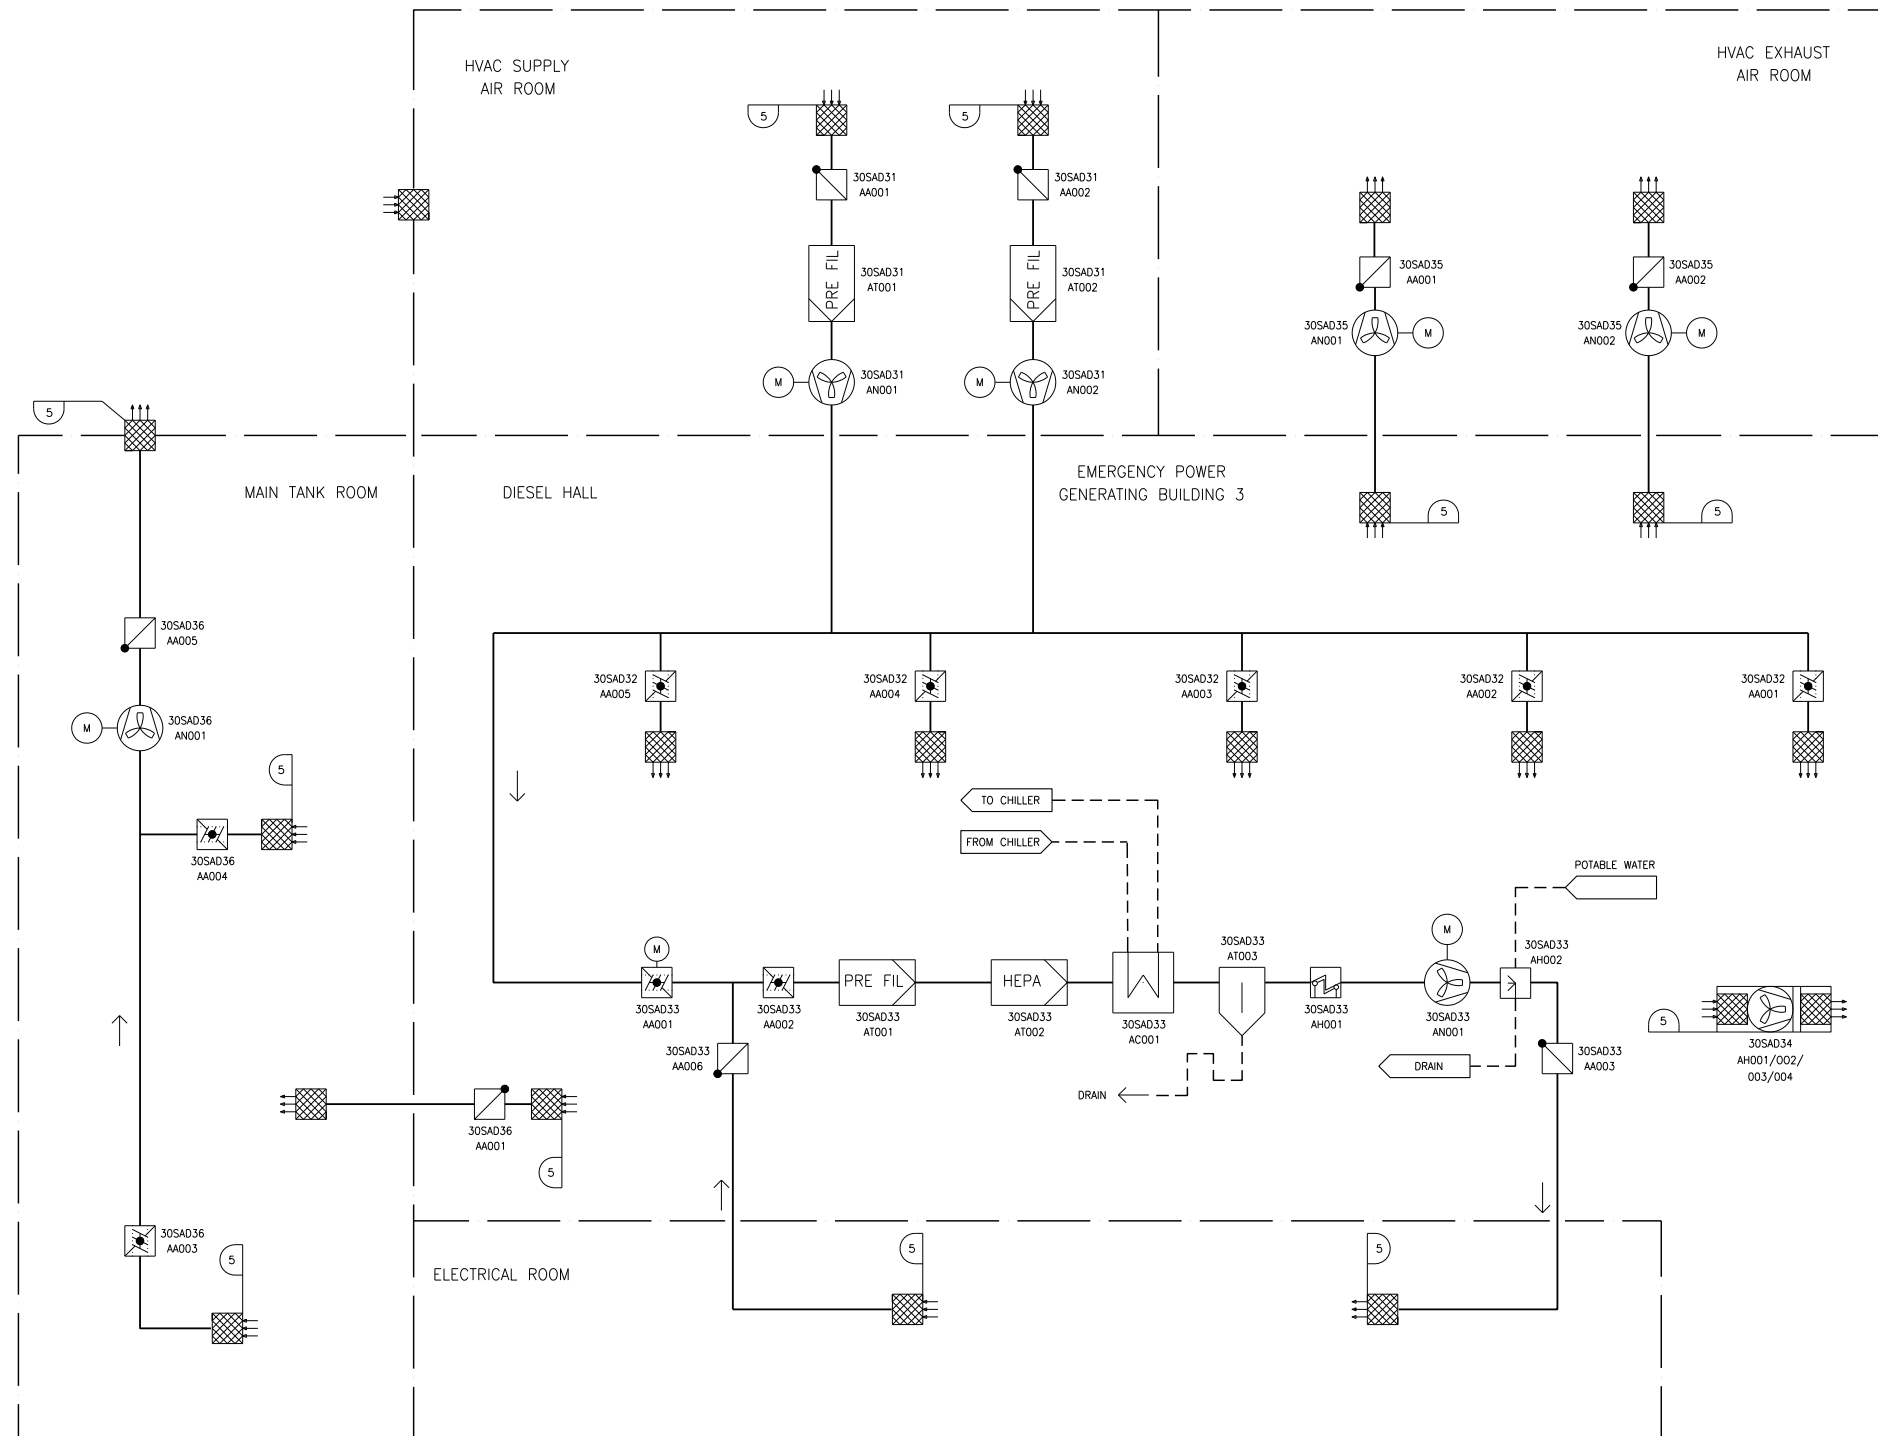 HVAC SUPPLY
AIR ROOM
HVAC EXHAUST
AIR ROOM
5
5
30SAD31
AA001
30SAD31
AA002
PRE FIL
30SAD31
AT001
PRE FIL
30SAD31
AT002
30SAD35
AA001
30SAD35
AA002
30SAD35
AN001
M
30SAD35
AN002
M
M
30SAD31
AN001
M
30SAD31
AN002
5
MAIN TANK ROOM
DIESEL HALL
EMERGENCY POWER
GENERATING BUILDING 3
5
5
30SAD36
AA005
30SAD32
AA005
30SAD32
AA004
30SAD32
AA003
30SAD32
AA002
30SAD32
AA001
M
30SAD36
AN001
5
30SAD36
AA004
TO CHILLER
FROM CHILLER
POTABLE WATER
M
30SAD33
AA001
30SAD33
AA002
PRE FIL
30SAD33
AT001
HEPA
30SAD33
AT002
30SAD33
AC001
30SAD33
AT003
30SAD33
AH001
M
30SAD33
AN001
30SAD33
AH002
5
30SAD34
AH001/002/
003/004
30SAD33
AA006
DRAIN
DRAIN
30SAD33
AA003
30SAD36
AA001
5
30SAD36
AA003
5
ELECTRICAL ROOM
5
5